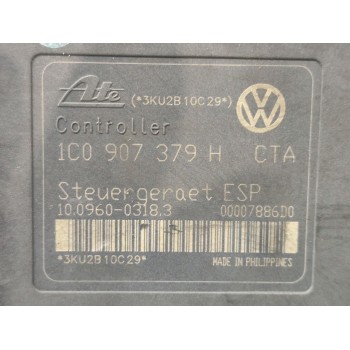 Ate (*3KU2B10C29*)
Controller
1C0 907 379 H CTA
Steuergeraet ESP
10.0960-0318.3 00007886D0
*3KU2B10C29*
MADE IN PHILIPPINES